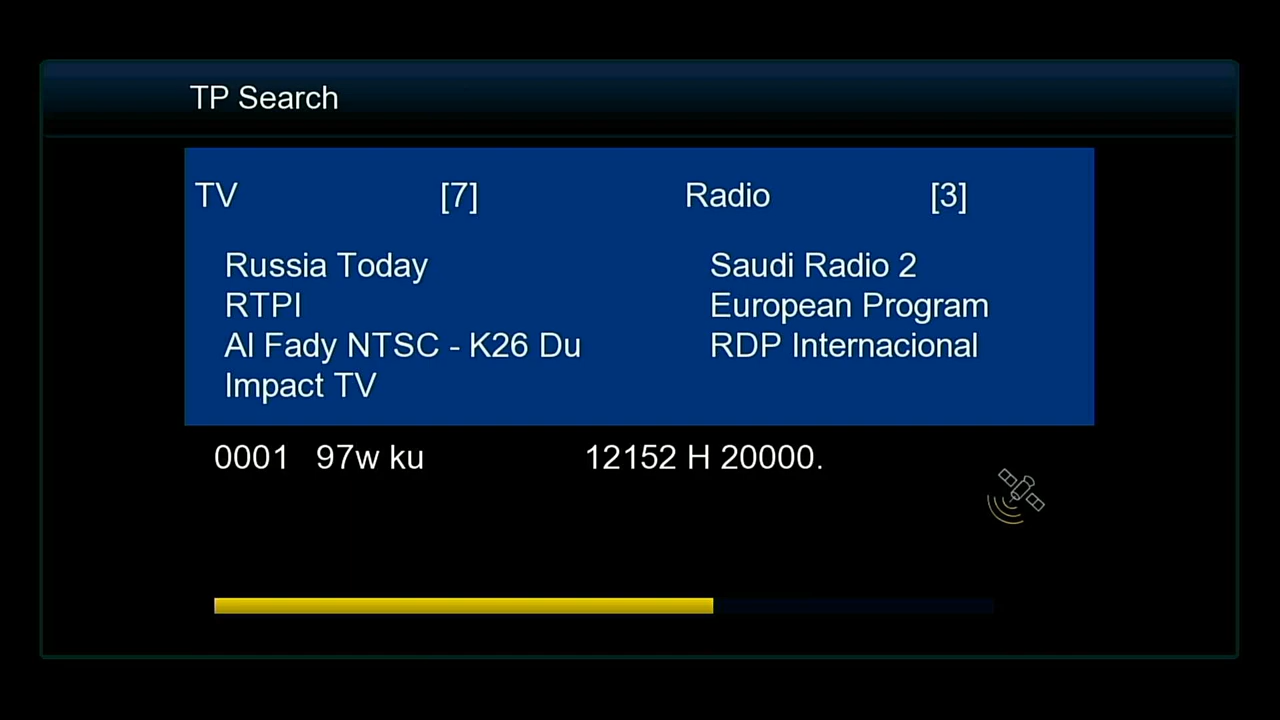 TP Search
TV [7] Radio [3]
Russia Today Saudi Radio 2
RTPI European Program
Al Fady NTSC - K26 Du RDP Internacional
Impact TV
0001 97w ku 12152 H 20000.